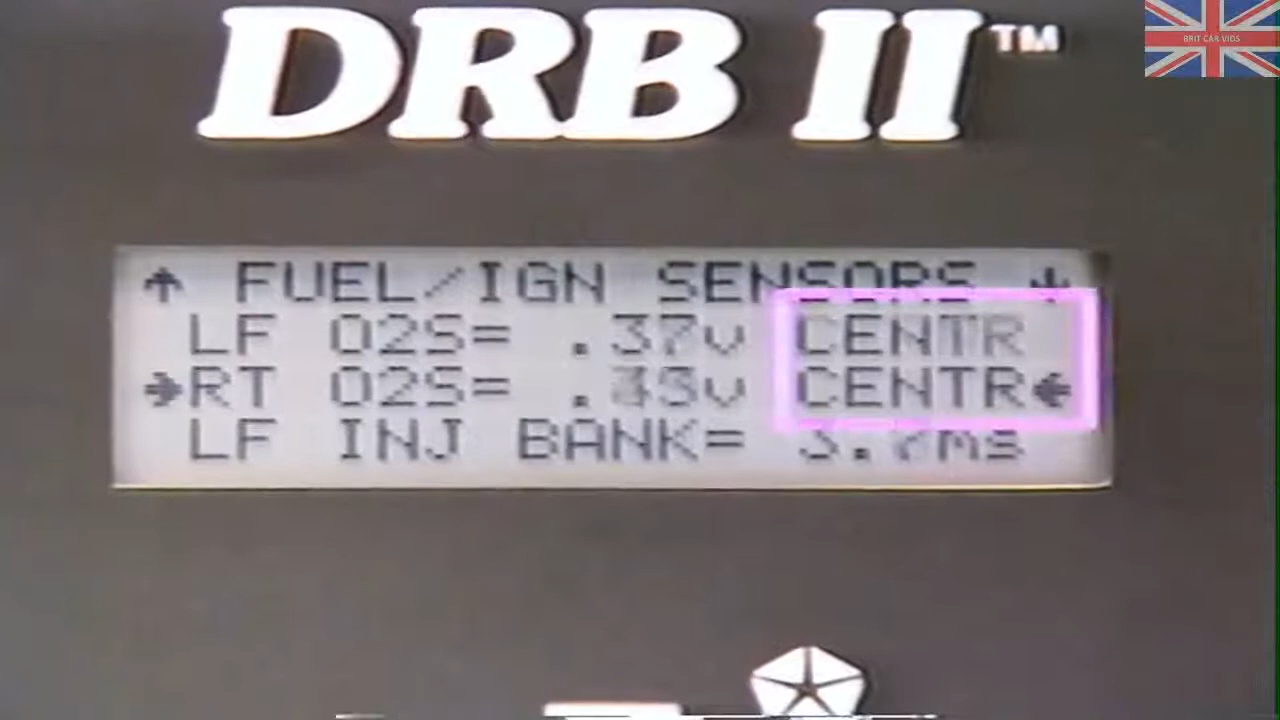 DRB II™
BRIT CAR VIDS
↑ FUEL/IGN SENSORS ↓
LF O2S= .37v CENTR
→RT O2S= CENTR←
LF INJ BANK=